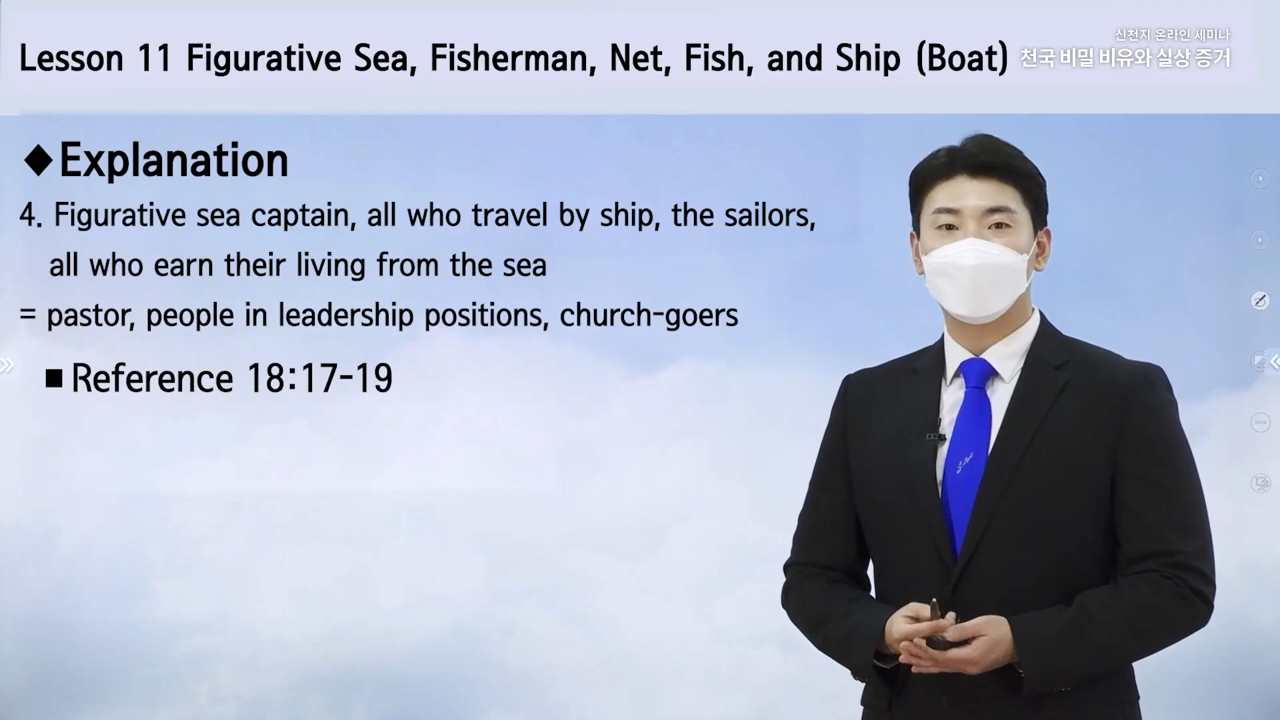 Lesson 11 Figurative Sea, Fisherman, Net, Fish, and Ship (Boat)
신천지 온라인 세미나
천국 비밀 비유와 실상 증거
◆Explanation
4. Figurative sea captain, all who travel by ship, the sailors,
all who earn their living from the sea
= pastor, people in leadership positions, church-goers
■ Reference 18:17-19